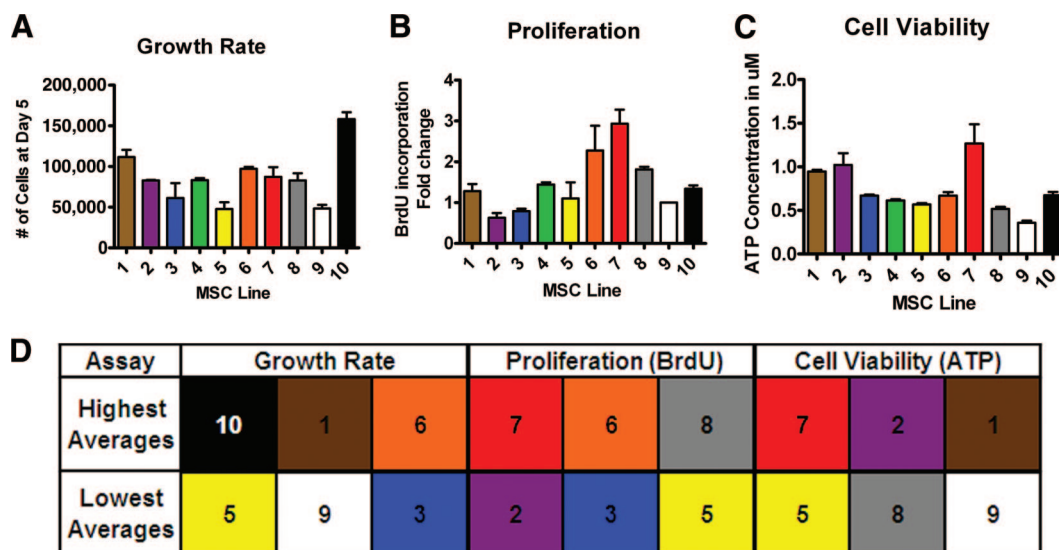 A
Growth Rate
# of Cells at Day 5
200,000
150,000
100,000
50,000
0
1 2 3 4 5 6 7 8 9 10
MSC Line
B
Proliferation
BrdU incorporation
Fold change
4
3
2
1
0
1 2 3 4 5 6 7 8 9 10
MSC Line
C
Cell Viability
ATP Concentration in uM
2.0
1.5
1.0
0.5
0.0
1 2 3 4 5 6 7 8 9 10
MSC Line
D
Assay Growth Rate Proliferation (BrdU) Cell Viability (ATP)
Highest
Averages
10 1 6 7 6 8 7 2 1
Lowest
Averages
5 9 3 2 3 5 5 8 9